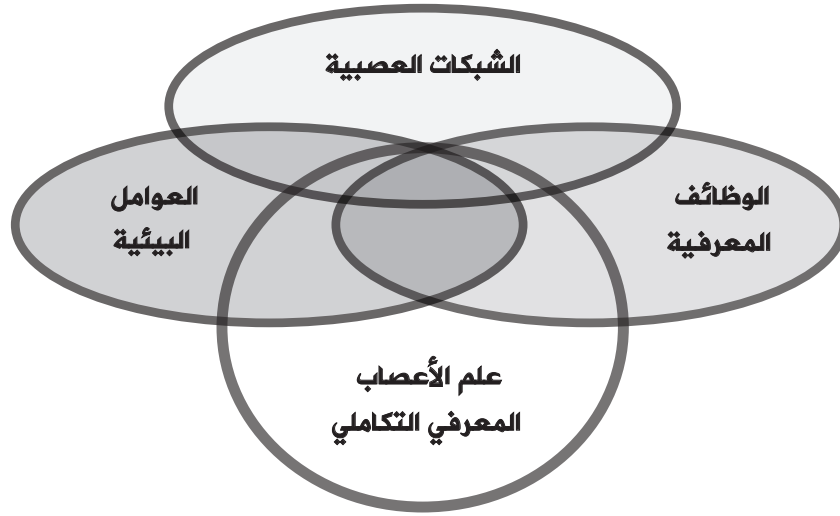 الشبكات العصبية
الوظائف
المعرفية
العوامل
البيئية
علم الأعصاب
المعرفي التكاملي